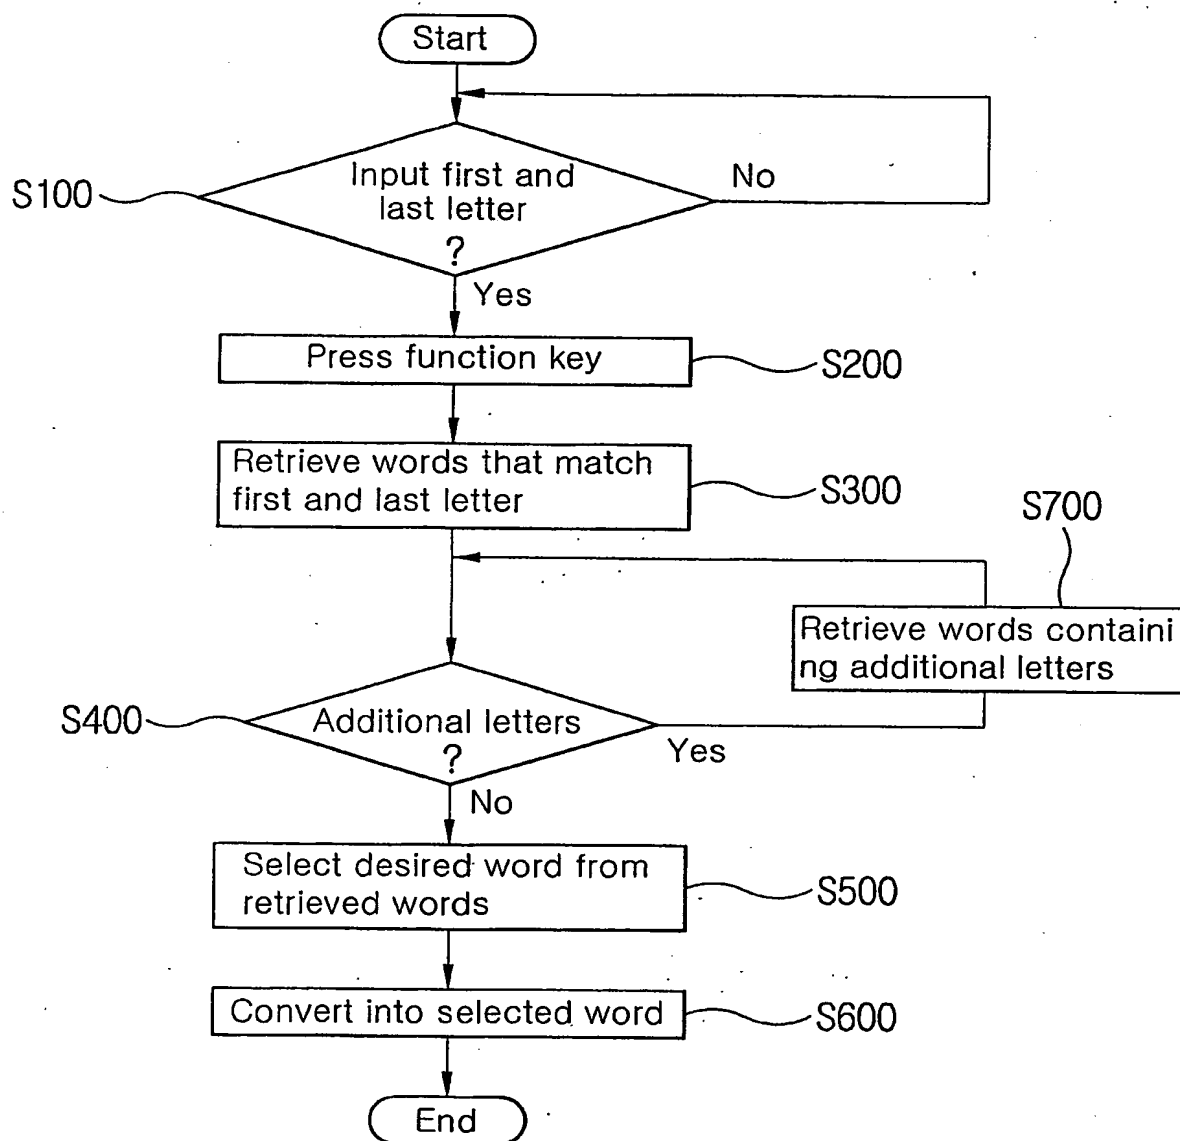 Start
Input first and
last letter
?
No
S100
Yes
Press function key
S200
Retrieve words that match
first and last letter
S300
S700
Retrieve words containi
ng additional letters
Additional letters
?
S400
Yes
No
Select desired word from
retrieved words
S500
Convert into selected word
S600
End